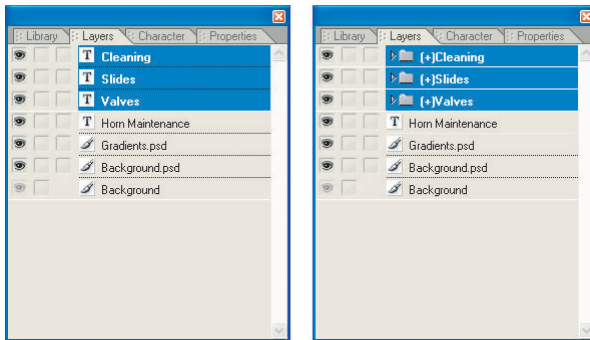 Library Layers Character Properties
T Cleaning
T Slides
T Valves
T Horn Maintenance
Gradients.psd
Background.psd
Background
Library Layers Character Properties
(+)Cleaning
(+)Slides
(+)Valves
T Horn Maintenance
Gradients.psd
Background.psd
Background